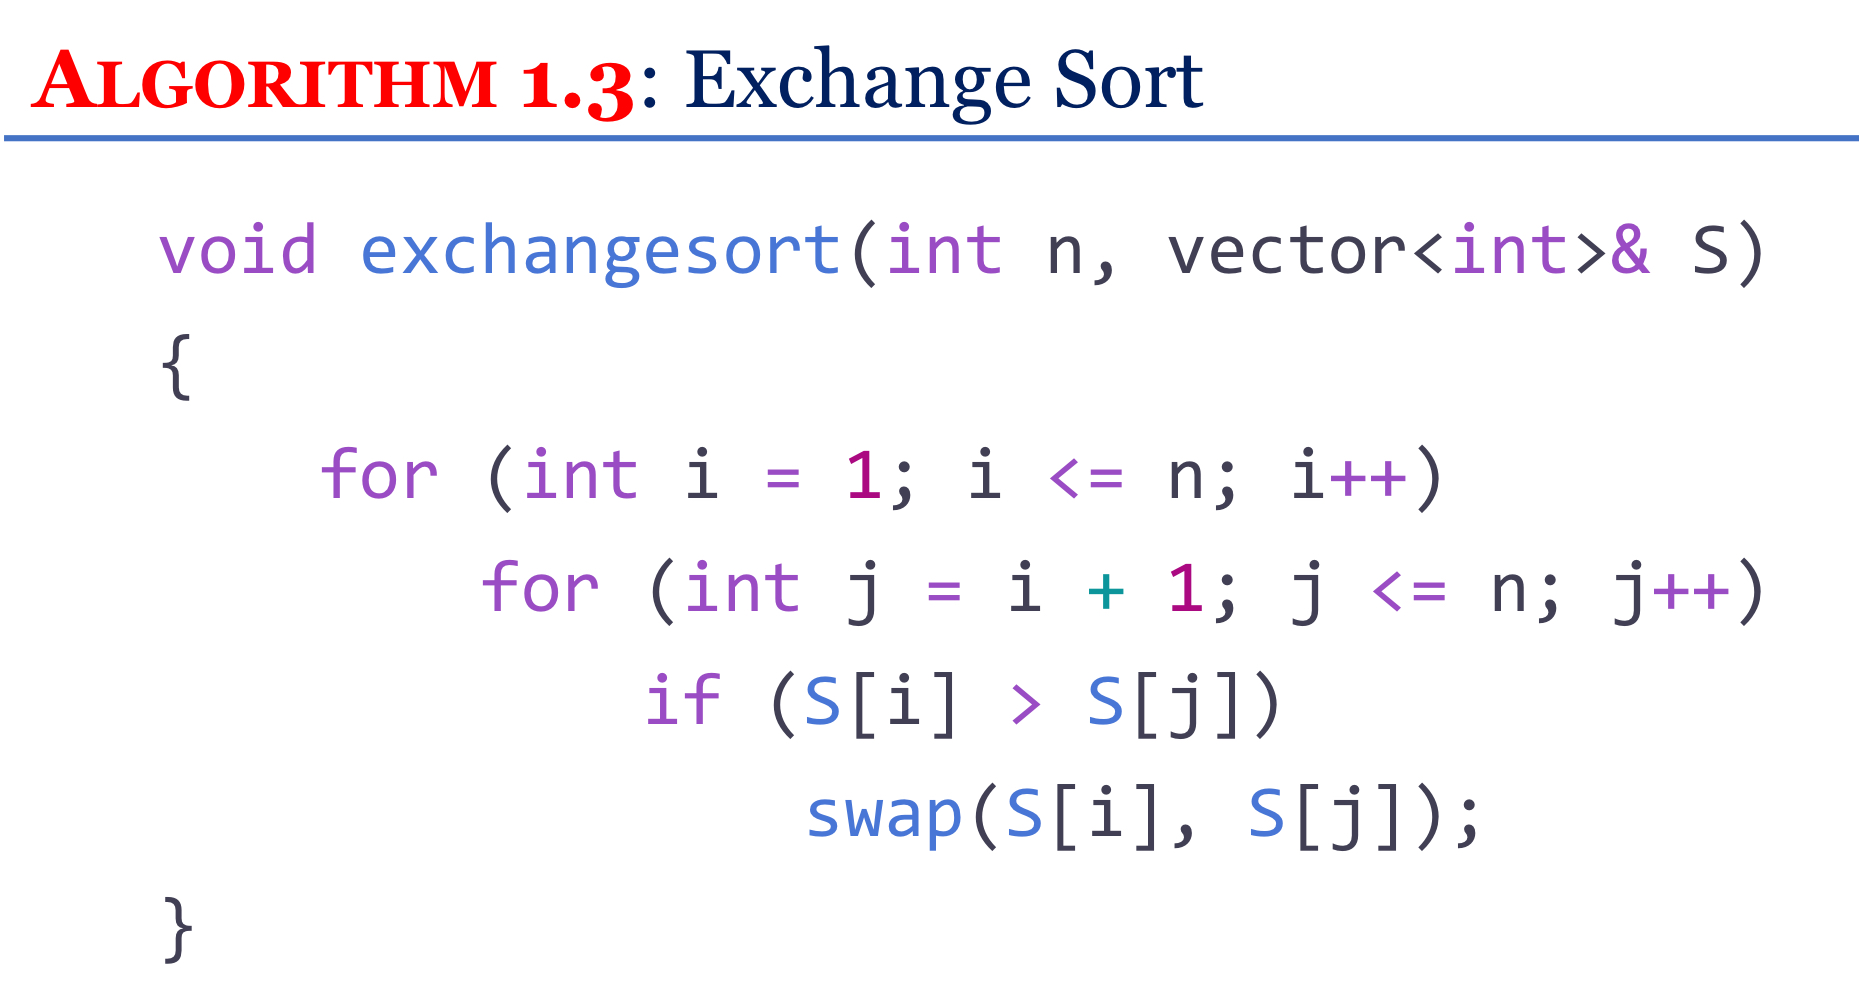 ALGORITHM 1.3: Exchange Sort
void exchangesort(int n, vector<int>& S)
{
    for (int i = 1; i <= n; i++)
        for (int j = i + 1; j <= n; j++)
            if (S[i] > S[j])
                swap(S[i], S[j]);
}